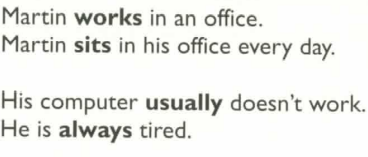 Martin works in an office.
Martin sits in his office every day.
His computer usually doesn't work.
He is always tired.